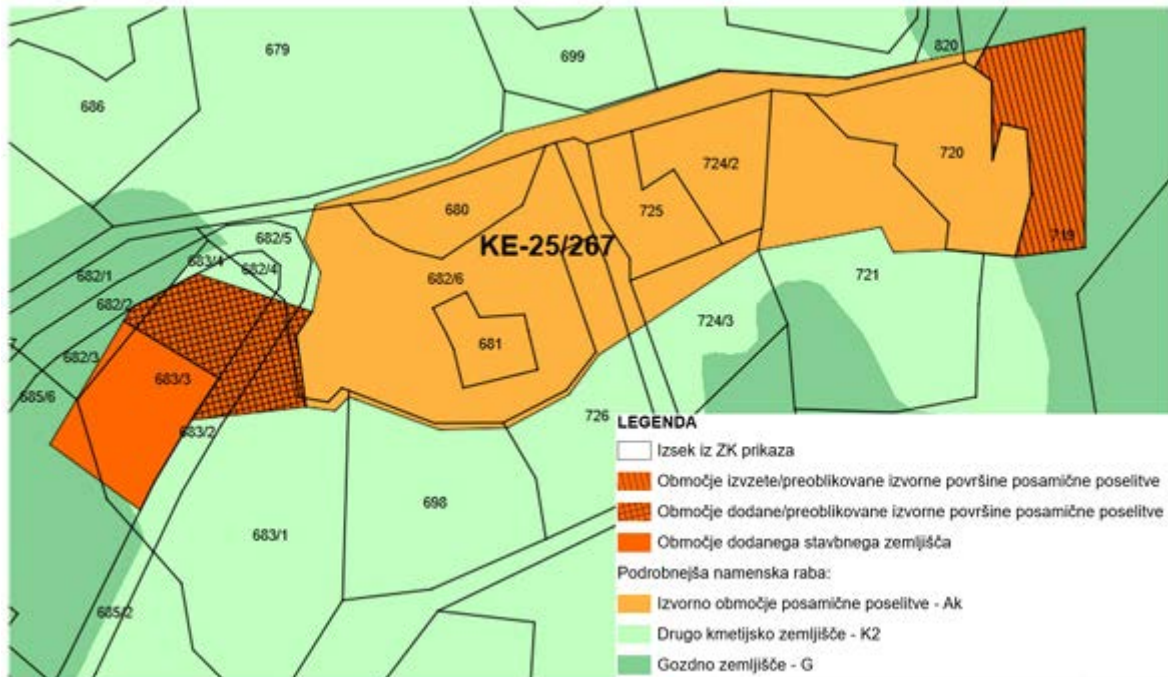 679
699
820
686
720
724/2
680
725
KE-25/267
719
682/5
683/4
682/4
682/1
682/6
721
682/2
724/3
681
682/3
683/3
685/6
726
683/2
698
683/1
685/2
LEGENDA
Izsek iz ZK prikaza
Območje izvzete/preoblikovane izvorne površine posamične poselitve
Območje dodane/preoblikovane izvorne površine posamične poselitve
Območje dodanega stavbnega zemljišča
Podrobnejša namenska raba:
Izvorno območje posamične poselitve - Ak
Drugo kmetijsko zemljišče - K2
Gozdno zemljišče - G